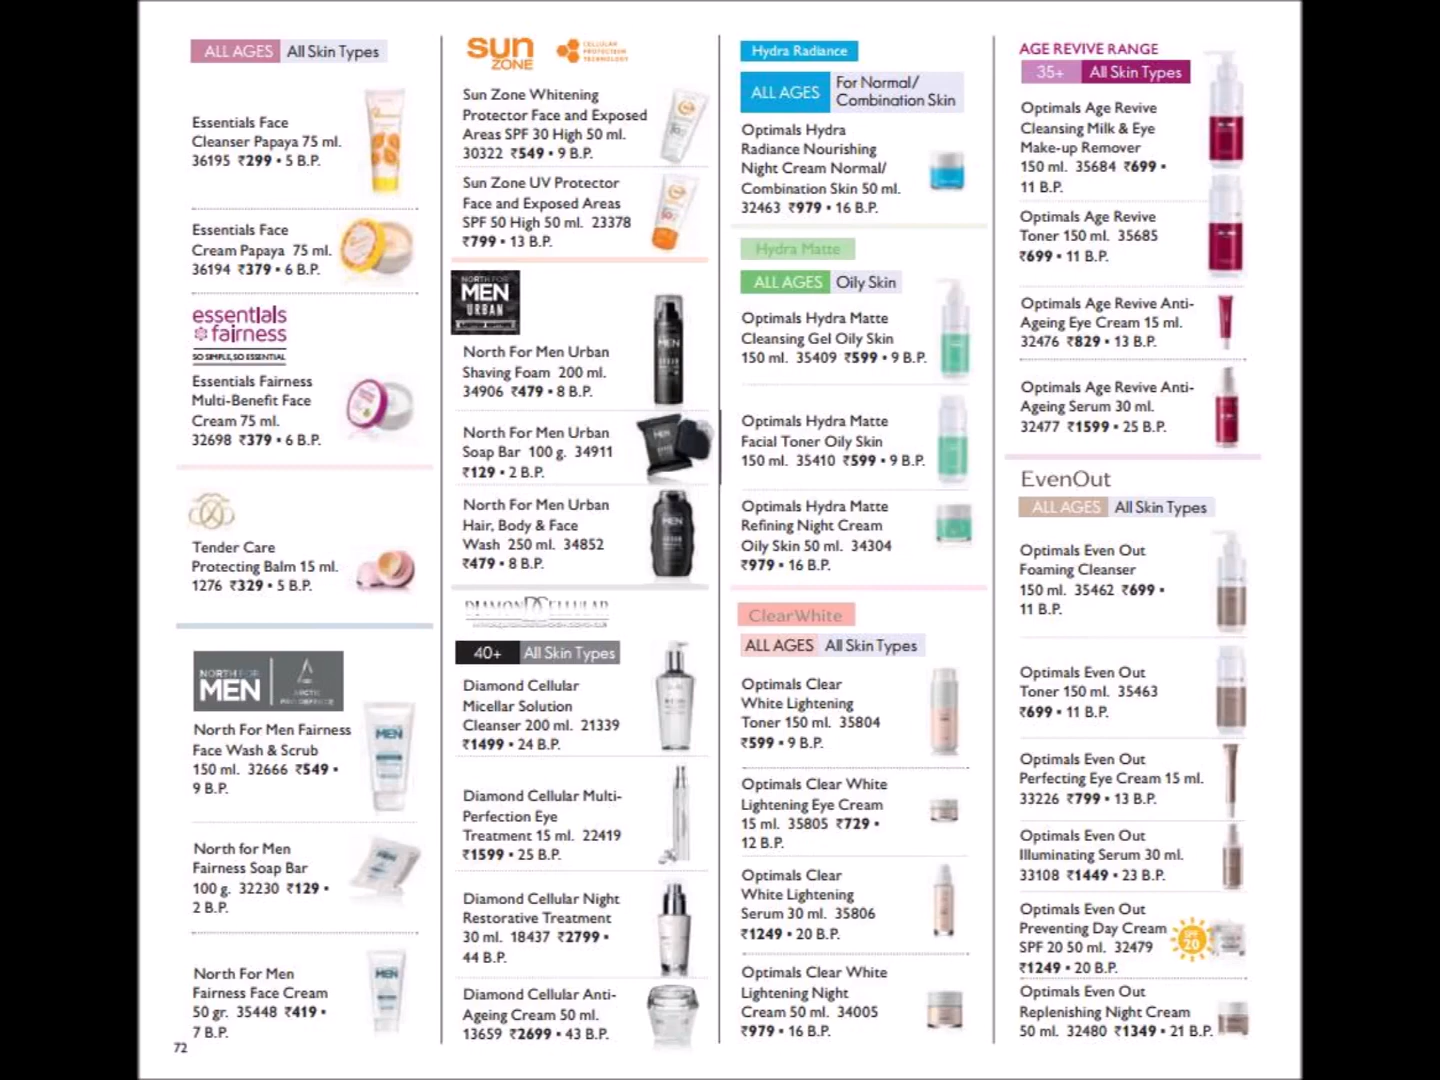 ALL AGES All Skin Types
Essentials Face
Cleanser Papaya 75 ml.
36195 ₹299 • 5 B.P.
Essentials Face
Cream Papaya 75 ml.
36194 ₹379 • 6 B.P.
essentials
fairness
SO SIMPLE, SO ESSENTIAL
Essentials Fairness
Multi-Benefit Face
Cream 75 ml.
32698 ₹379 • 6 B.P.
Tender Care
Protecting Balm 15 ml.
1276 ₹329 • 5 B.P.
NORTH FOR
MEN
ARCTIC
PRO DEFENCE
North For Men Fairness
Face Wash & Scrub
150 ml. 32666 ₹549 •
9 B.P.
North for Men
Fairness Soap Bar
100 g. 32230 ₹129 •
2 B.P.
North For Men
Fairness Face Cream
50 gr. 35448 ₹419 •
7 B.P.
72
sun
ZONE
CELLULAR
PROTECTION
TECHNOLOGY
Sun Zone Whitening
Protector Face and Exposed
Areas SPF 30 High 50 ml.
30322 ₹549 • 9 B.P.
Sun Zone UV Protector
Face and Exposed Areas
SPF 50 High 50 ml. 23378
₹799 • 13 B.P.
NORTH FOR
MEN
URBAN
North For Men Urban
Shaving Foam 200 ml.
34906 ₹479 • 8 B.P.
North For Men Urban
Soap Bar 100 g. 34911
₹129 • 2 B.P.
North For Men Urban
Hair, Body & Face
Wash 250 ml. 34852
₹479 • 8 B.P.
DIAMOND CELLULAR
40+ All Skin Types
Diamond Cellular
Micellar Solution
Cleanser 200 ml. 21339
₹1499 • 24 B.P.
Diamond Cellular Multi-
Perfection Eye
Treatment 15 ml. 22419
₹1599 • 25 B.P.
Diamond Cellular Night
Restorative Treatment
30 ml. 18437 ₹2799 •
44 B.P.
Diamond Cellular Anti-
Ageing Cream 50 ml.
13659 ₹2699 • 43 B.P.
Hydra Radiance
ALL AGES For Normal/
Combination Skin
Optimals Hydra
Radiance Nourishing
Night Cream Normal/
Combination Skin 50 ml.
32463 ₹979 • 16 B.P.
Hydra Matte
ALL AGES Oily Skin
Optimals Hydra Matte
Cleansing Gel Oily Skin
150 ml. 35409 ₹599 • 9 B.P.
Optimals Hydra Matte
Facial Toner Oily Skin
150 ml. 35410 ₹599 • 9 B.P.
Optimals Hydra Matte
Refining Night Cream
Oily Skin 50 ml. 34304
₹979 • 16 B.P.
ClearWhite
ALL AGES All Skin Types
Optimals Clear
White Lightening
Toner 150 ml. 35804
₹599 • 9 B.P.
Optimals Clear White
Lightening Eye Cream
15 ml. 35805 ₹729 •
12 B.P.
Optimals Clear
White Lightening
Serum 30 ml. 35806
₹1249 • 20 B.P.
Optimals Clear White
Lightening Night
Cream 50 ml. 34005
₹979 • 16 B.P.
AGE REVIVE RANGE
35+ All Skin Types
Optimals Age Revive
Cleansing Milk & Eye
Make-up Remover
150 ml. 35684 ₹699 •
11 B.P.
Optimals Age Revive
Toner 150 ml. 35685
₹699 • 11 B.P.
Optimals Age Revive Anti-
Ageing Eye Cream 15 ml.
32476 ₹829 • 13 B.P.
Optimals Age Revive Anti-
Ageing Serum 30 ml.
32477 ₹1599 • 25 B.P.
EvenOut
ALL AGES All Skin Types
Optimals Even Out
Foaming Cleanser
150 ml. 35462 ₹699 •
11 B.P.
Optimals Even Out
Toner 150 ml. 35463
₹699 • 11 B.P.
Optimals Even Out
Perfecting Eye Cream 15 ml.
33226 ₹799 • 13 B.P.
Optimals Even Out
Illuminating Serum 30 ml.
33108 ₹1449 • 23 B.P.
Optimals Even Out
Preventing Day Cream
SPF 20 50 ml. 32479
₹1249 • 20 B.P.
SPF
20
Optimals Even Out
Replenishing Night Cream
50 ml. 32480 ₹1349 • 21 B.P.